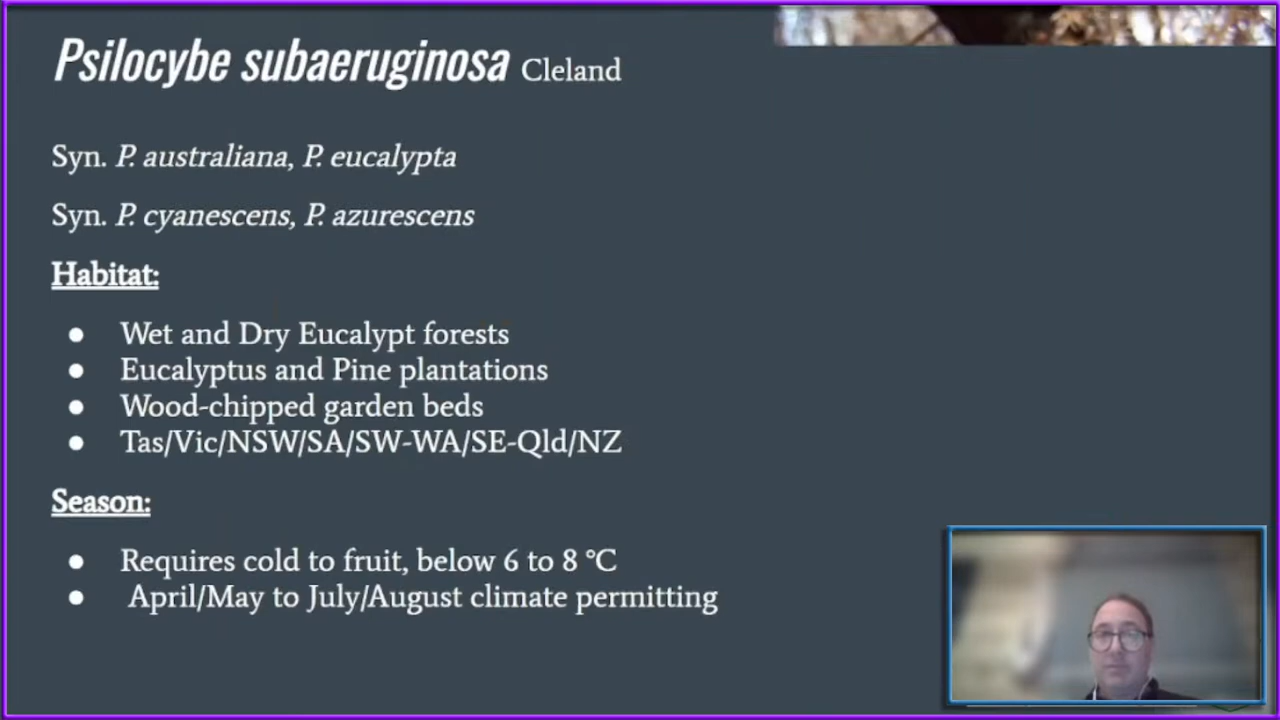 Psilocybe subaeruginosa Cleland
Syn. P. australiana, P. eucalypta
Syn. P. cyanescens, P. azurescens
Habitat:
● Wet and Dry Eucalypt forests
● Eucalyptus and Pine plantations
● Wood-chipped garden beds
● Tas/Vic/NSW/SA/SW-WA/SE-Qld/NZ
Season:
● Requires cold to fruit, below 6 to 8 °C
● April/May to July/August climate permitting